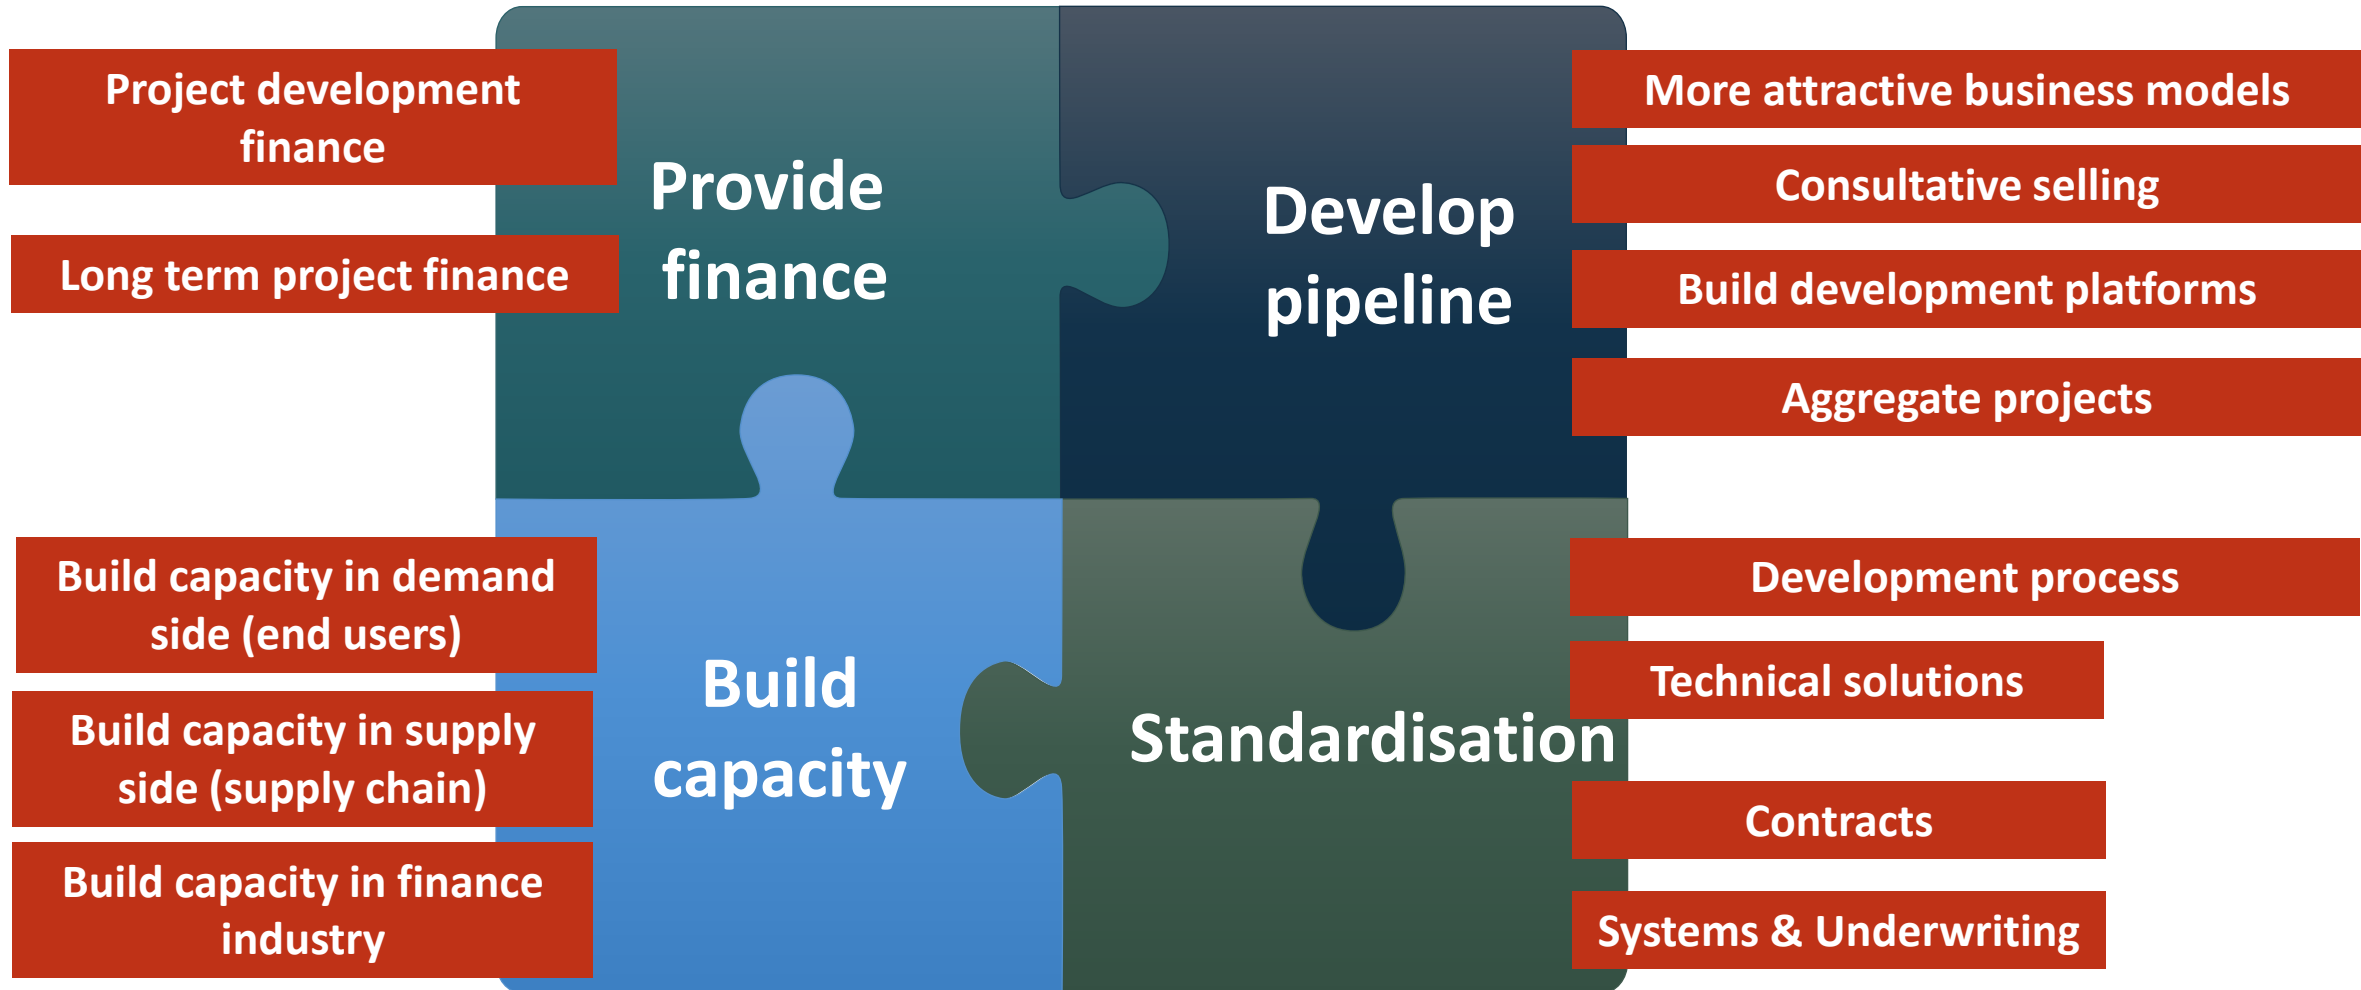 Project development
finance
Long term project finance
Provide
finance
Develop
pipeline
More attractive business models
Consultative selling
Build development platforms
Aggregate projects
Build capacity in demand
side (end users)
Build capacity in supply
side (supply chain)
Build capacity in finance
industry
Build
capacity
Standardisation
Development process
Technical solutions
Contracts
Systems & Underwriting